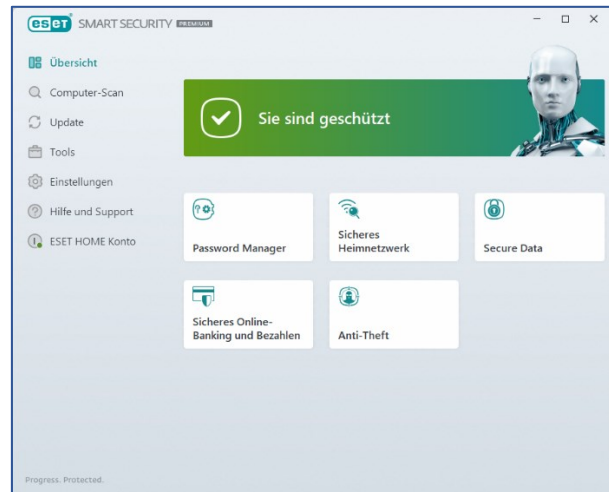 eset SMART SECURITY PREMIUM
Übersicht
Computer-Scan
Update
Tools
Einstellungen
Hilfe und Support
ESET HOME Konto
Sie sind geschützt
Password Manager
Sicheres
Heimnetzwerk
Secure Data
Sicheres Online-
Banking und Bezahlen
Anti-Theft
Progress. Protected.